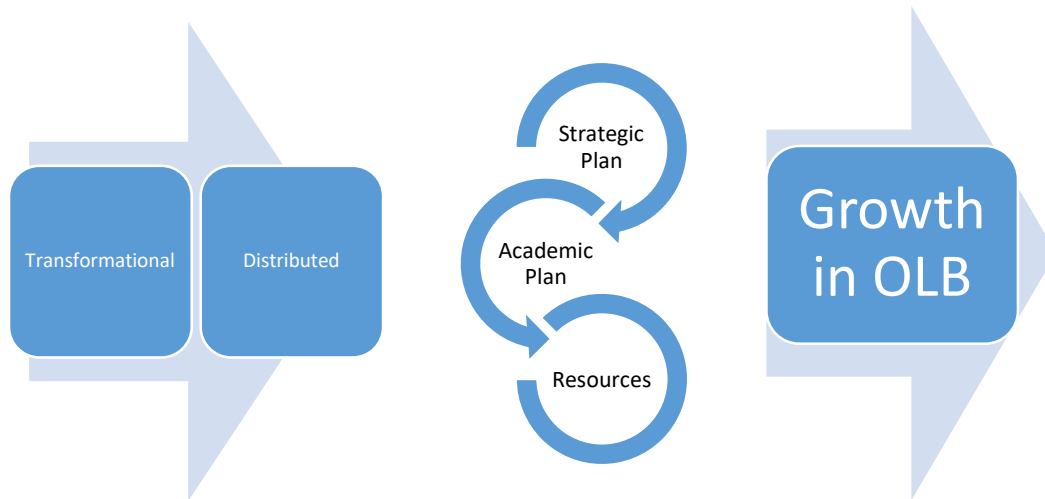 Transformational
Distributed
Strategic
Plan
Academic
Plan
Resources
Growth
in OLB